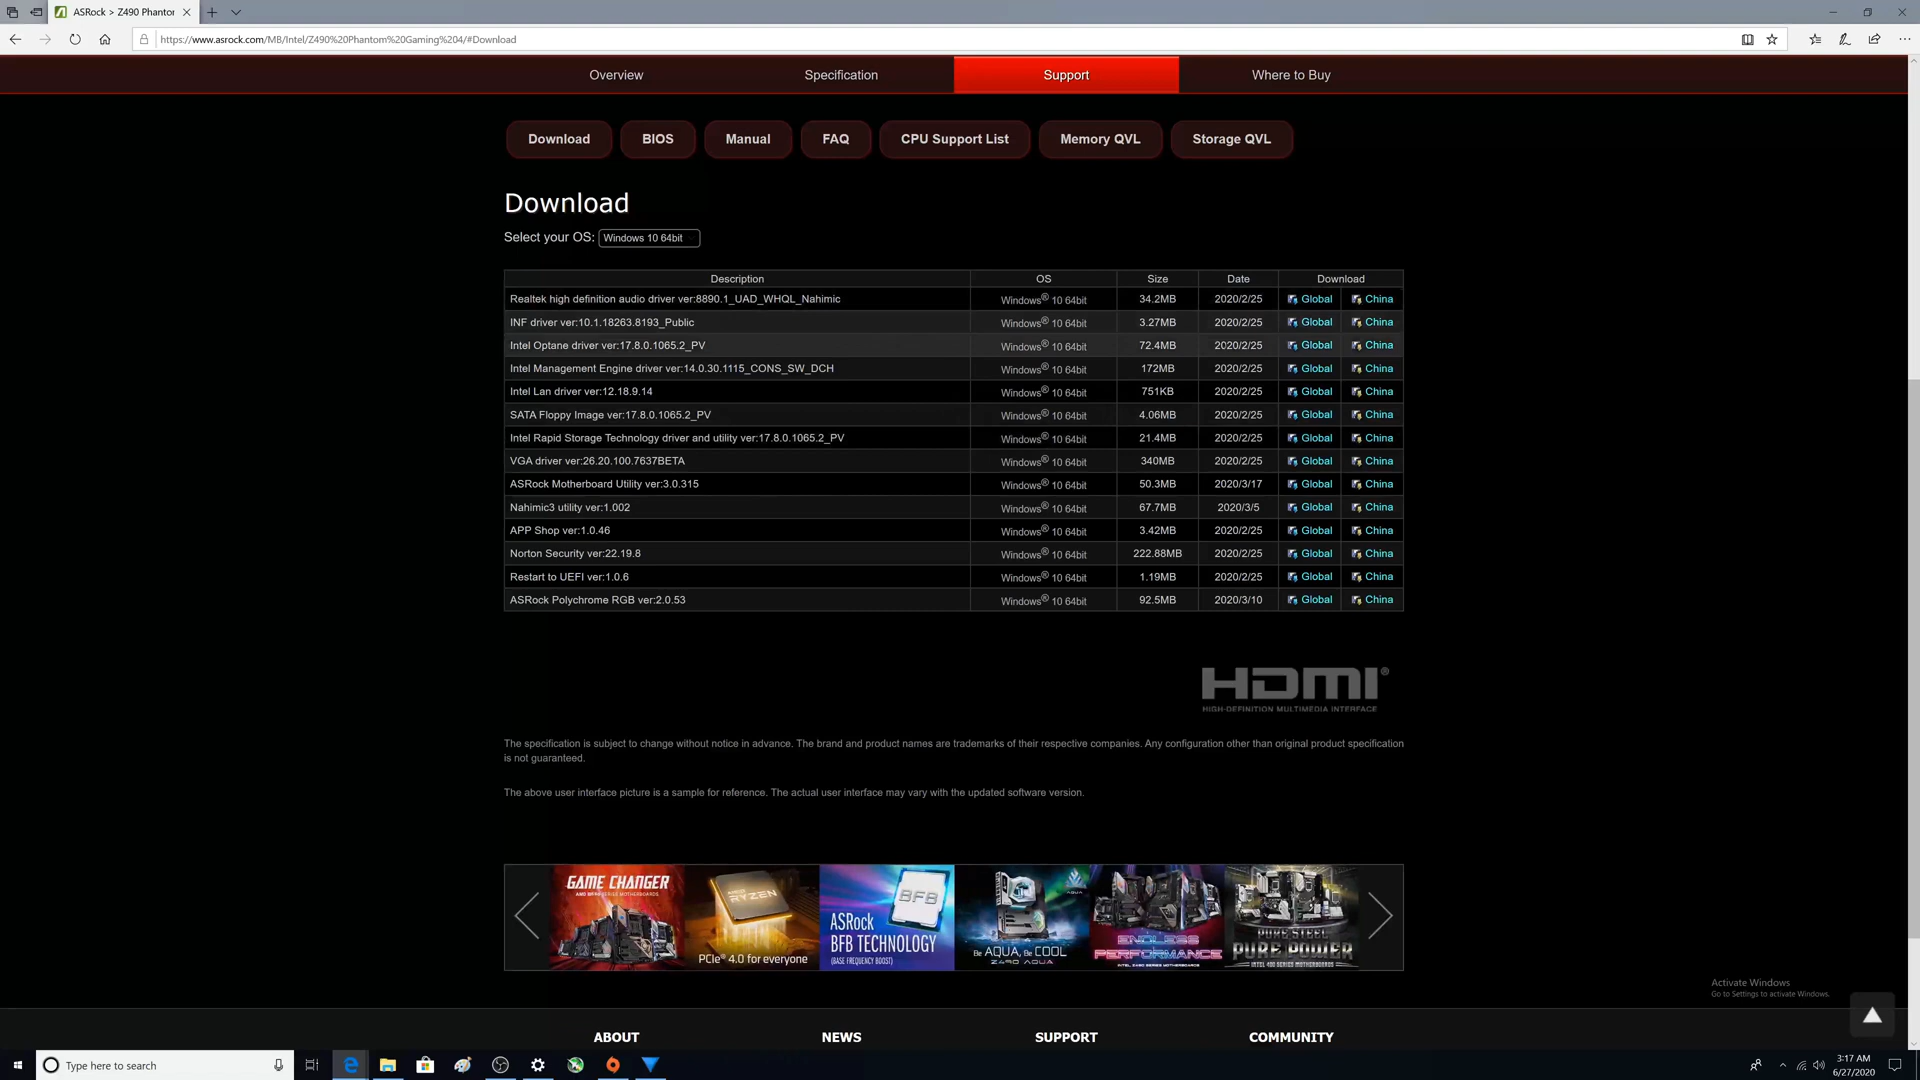 ASRock > Z490 Phantom
https://www.asrock.com/MB/Intel/Z490%20Phantom%20Gaming%204/#Download
Overview Specification Support Where to Buy
Download BIOS Manual FAQ CPU Support List Memory QVL Storage QVL
Download
Select your OS: Windows 10 64bit
Description OS Size Date Download
Realtek high definition audio driver ver:8890.1_UAD_WHQL_Nahimic Windows® 10 64bit 34.2MB 2020/2/25 Global China
INF driver ver:10.1.18263.8193_Public Windows® 10 64bit 3.27MB 2020/2/25 Global China
Intel Optane driver ver:17.8.0.1065.2_PV Windows® 10 64bit 72.4MB 2020/2/25 Global China
Intel Management Engine driver ver:14.0.30.1115_CONS_SW_DCH Windows® 10 64bit 172MB 2020/2/25 Global China
Intel Lan driver ver:12.18.9.14 Windows® 10 64bit 751KB 2020/2/25 Global China
SATA Floppy Image ver:17.8.0.1065.2_PV Windows® 10 64bit 4.06MB 2020/2/25 Global China
Intel Rapid Storage Technology driver and utility ver:17.8.0.1065.2_PV Windows® 10 64bit 21.4MB 2020/2/25 Global China
VGA driver ver:26.20.100.7637BETA Windows® 10 64bit 340MB 2020/2/25 Global China
ASRock Motherboard Utility ver:3.0.315 Windows® 10 64bit 50.3MB 2020/3/17 Global China
Nahimic3 utility ver:1.002 Windows® 10 64bit 67.7MB 2020/3/5 Global China
APP Shop ver:1.0.46 Windows® 10 64bit 3.42MB 2020/2/25 Global China
Norton Security ver:22.19.8 Windows® 10 64bit 222.88MB 2020/2/25 Global China
Restart to UEFI ver:1.0.6 Windows® 10 64bit 1.19MB 2020/2/25 Global China
ASRock Polychrome RGB ver:2.0.53 Windows® 10 64bit 92.5MB 2020/3/10 Global China
HDMI®
HIGH-DEFINITION MULTIMEDIA INTERFACE
The specification is subject to change without notice in advance. The brand and product names are trademarks of their respective companies. Any configuration other than original product specification
is not guaranteed.
The above user interface picture is a sample for reference. The actual user interface may vary with the updated software version.
GAME CHANGER
RYZEN
PCIe® 4.0 for everyone
BFB
ASRock
BFB TECHNOLOGY
(BASE FREQUENCY BOOST)
AQUA
Be AQUA, Be COOL
Z490 AQUA
ENDLESS
PERFORMANCE
INTEL Z490 SERIES MOTHERBOARDS
PURE STEEL
PURE POWER
INTEL 400 SERIES MOTHERBOARDS
Activate Windows
Go to Settings to activate Windows.
ABOUT NEWS SUPPORT COMMUNITY
Type here to search
3:17 AM
6/27/2020